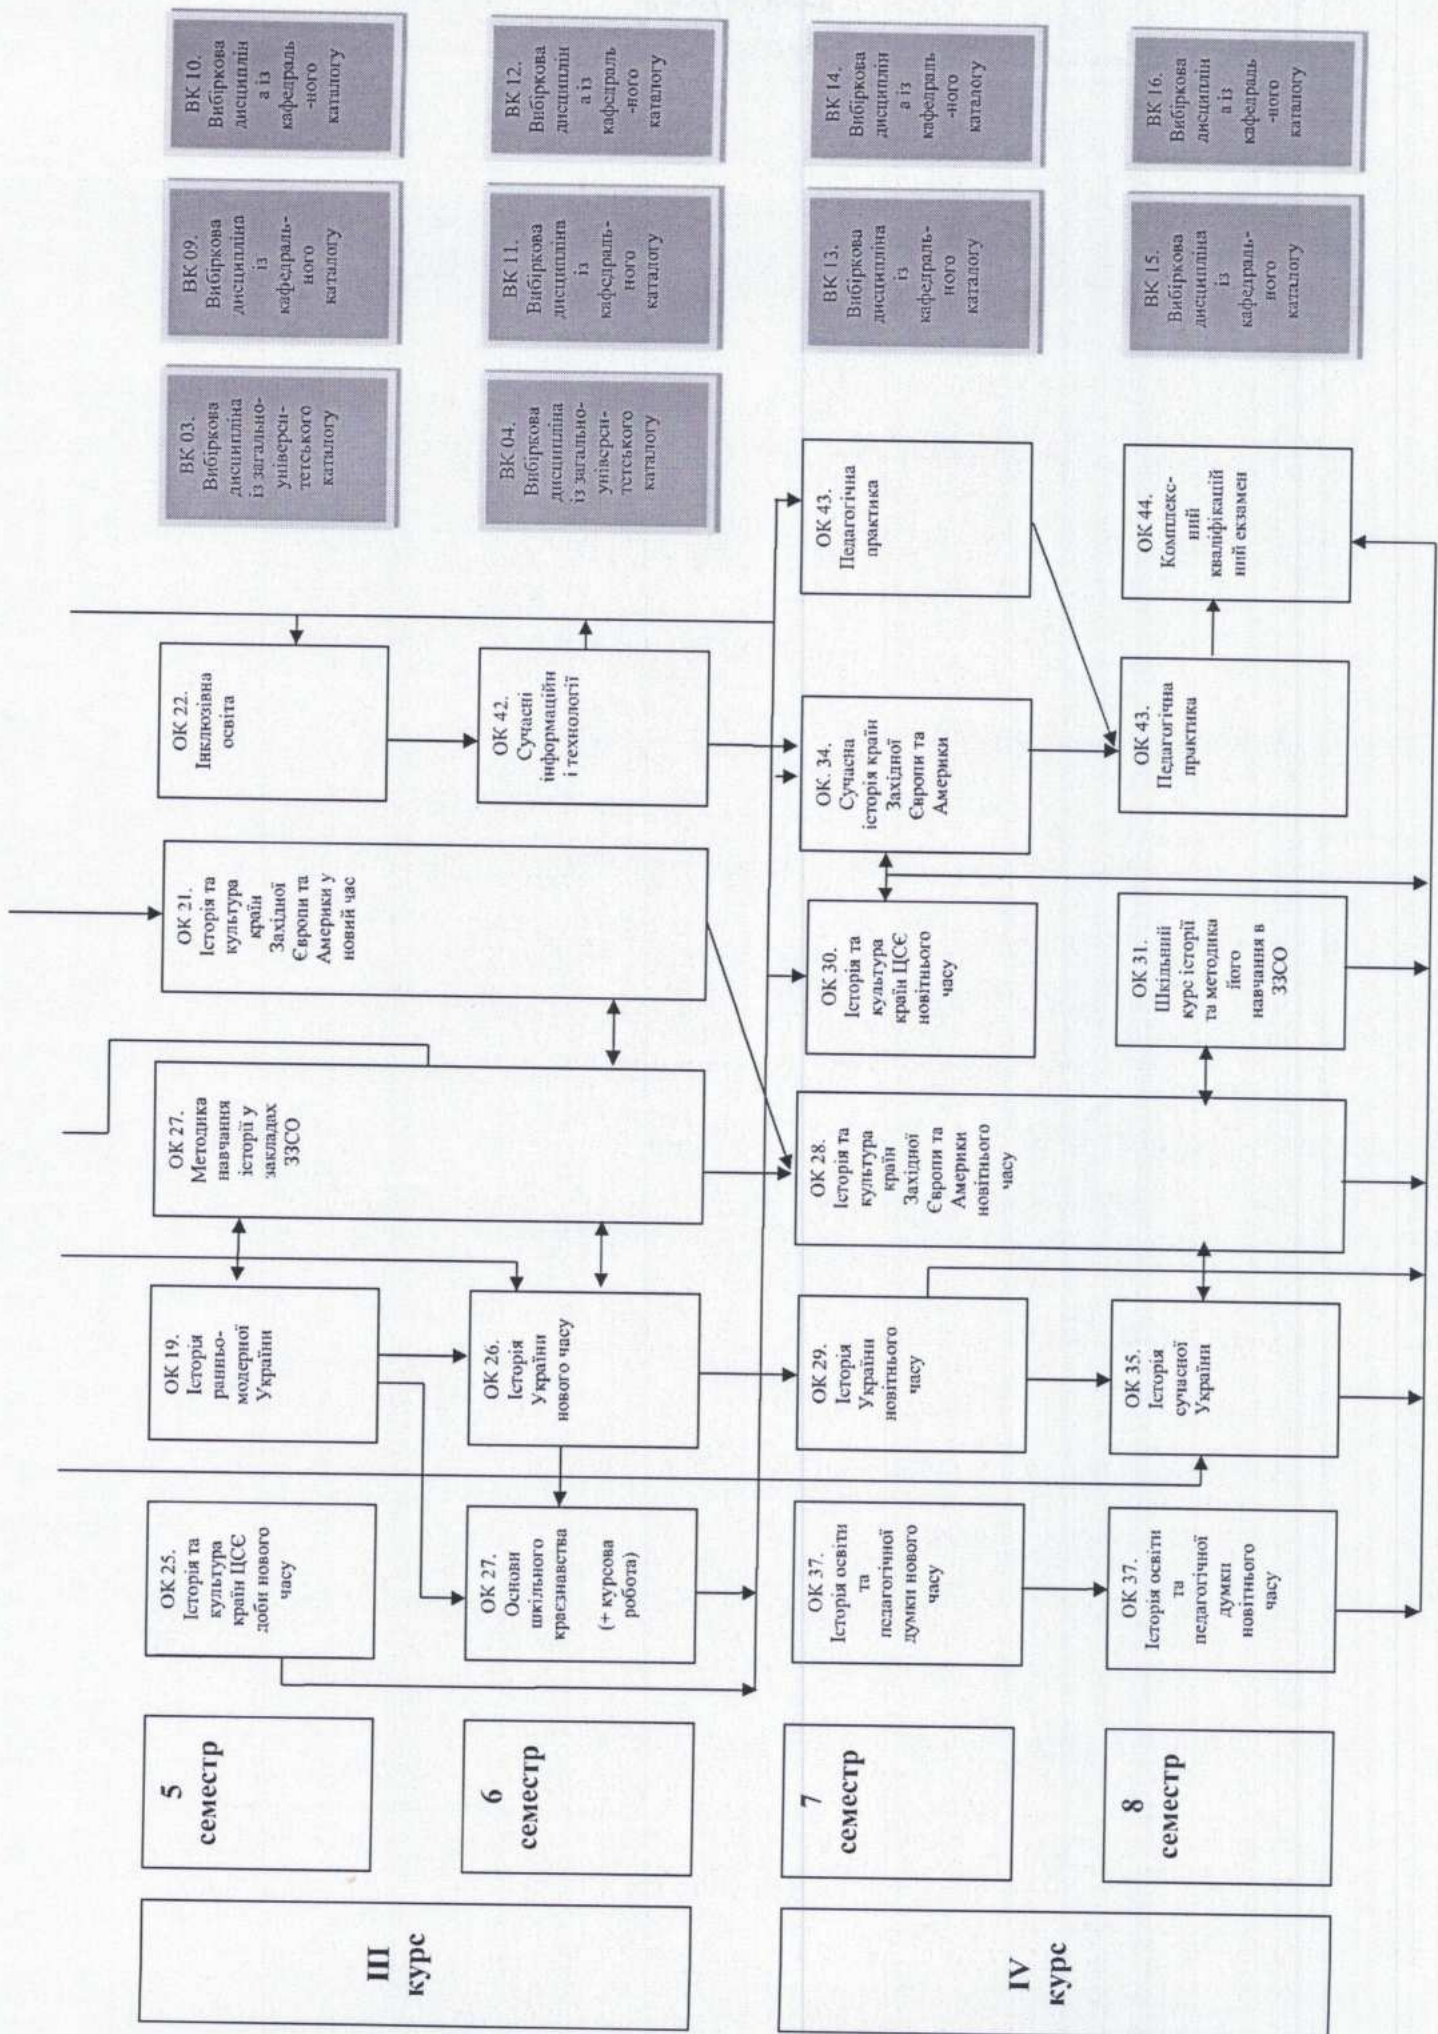 III
курс
5
семестр
ОК 25.
Історія та
культура
країн ЦСЄ
доби нового
часу
ОК 19.
Історія
ранньо-
модерної
України
ОК 27.
Методика
навчання
історії у
закладах
ЗЗСО
ОК 21.
Історія та
культура
країн
Західної
Європи та
Америки у
новий час
ОК 22.
Інклюзівна
освіта
ВК 03.
Вибіркова
дисципліна
із загально-
універси-
тетського
каталогу
ВК 09.
Вибіркова
дисципліна
із
кафедраль-
ного
каталогу
ВК 10.
Вибіркова
дисциплін
а із
кафедраль
-ного
каталогу
6
семестр
ОК 27.
Основи
шкільного
краєзнавства
(+ курсова
робота)
ОК 26.
Історія
України
нового часу
ОК 42.
Сучасні
інформаційн
і технології
ВК 04.
Вибіркова
дисципліна
із загально-
універси-
тетського
каталогу
ВК 11.
Вибіркова
дисципліна
із
кафедраль-
ного
каталогу
ВК 12.
Вибіркова
дисциплін
а із
кафедраль
-ного
каталогу
IV
курс
7
семестр
ОК 37.
Історія освіти
та
педагогічної
думки нового
часу
ОК 29.
Історія
України
новітнього
часу
ОК 28.
Історія та
культура
країн
Західної
Європи та
Америки
новітнього
часу
ОК 30.
Історія та
культура
країн ЦСЄ
новітнього
часу
ОК. 34.
Сучасна
історія країн
Західної
Європи та
Америки
ОК 43.
Педагогічна
практика
ВК 13.
Вибіркова
дисципліна
із
кафедраль-
ного
каталогу
ВК 14.
Вибіркова
дисциплін
а із
кафедраль
-ного
каталогу
8
семестр
ОК 37.
Історія освіти
та
педагогічної
думки
новітнього
часу
ОК 35.
Історія
сучасної
України
ОК 31.
Шкільний
курс історії
та методика
його
навчання в
ЗЗСО
ОК 43.
Педагогічна
практика
ОК 44.
Комплекс-
ний
кваліфікацій
ний екзамен
ВК 15.
Вибіркова
дисципліна
із
кафедраль-
ного
каталогу
ВК 16.
Вибіркова
дисциплін
а із
кафедраль
-ного
каталогу